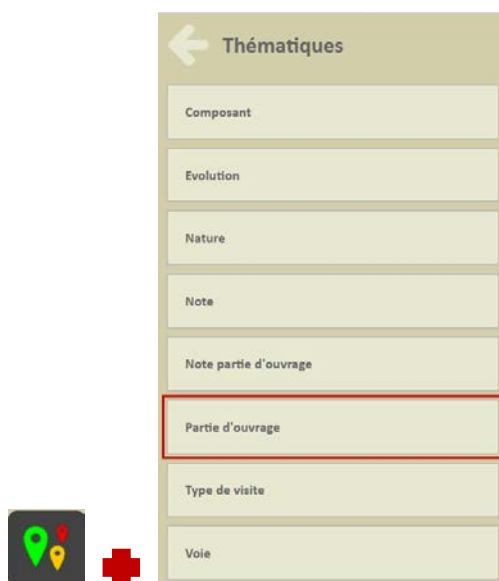 Thématiques
Composant
Evolution
Nature
Note
Note partie d'ouvrage
Partie d'ouvrage
Type de visite
Voie